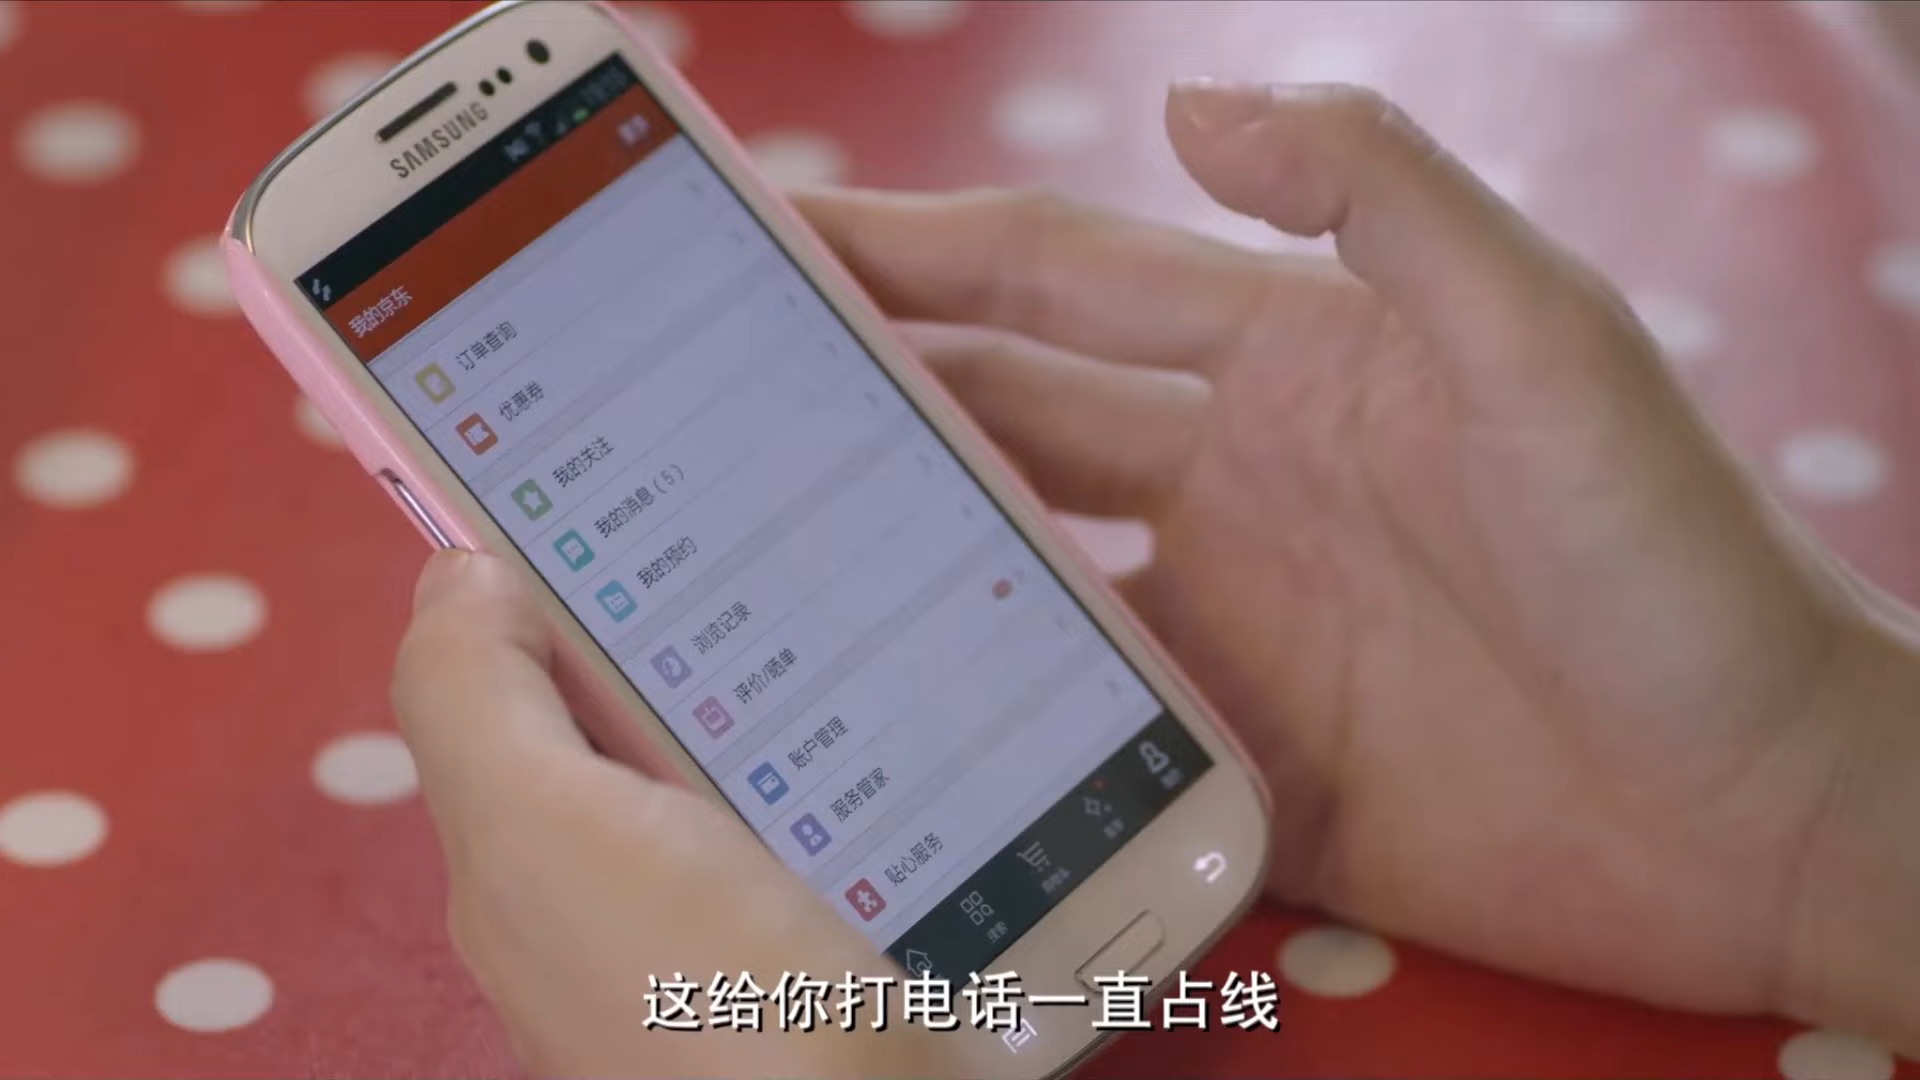 SAMSUNG
我的京东
订单查询
优惠券
我的关注
我的消息（5）
我的预约
浏览记录
评价/晒单
账户管理
服务管家
贴心服务
这给你打电话一直占线